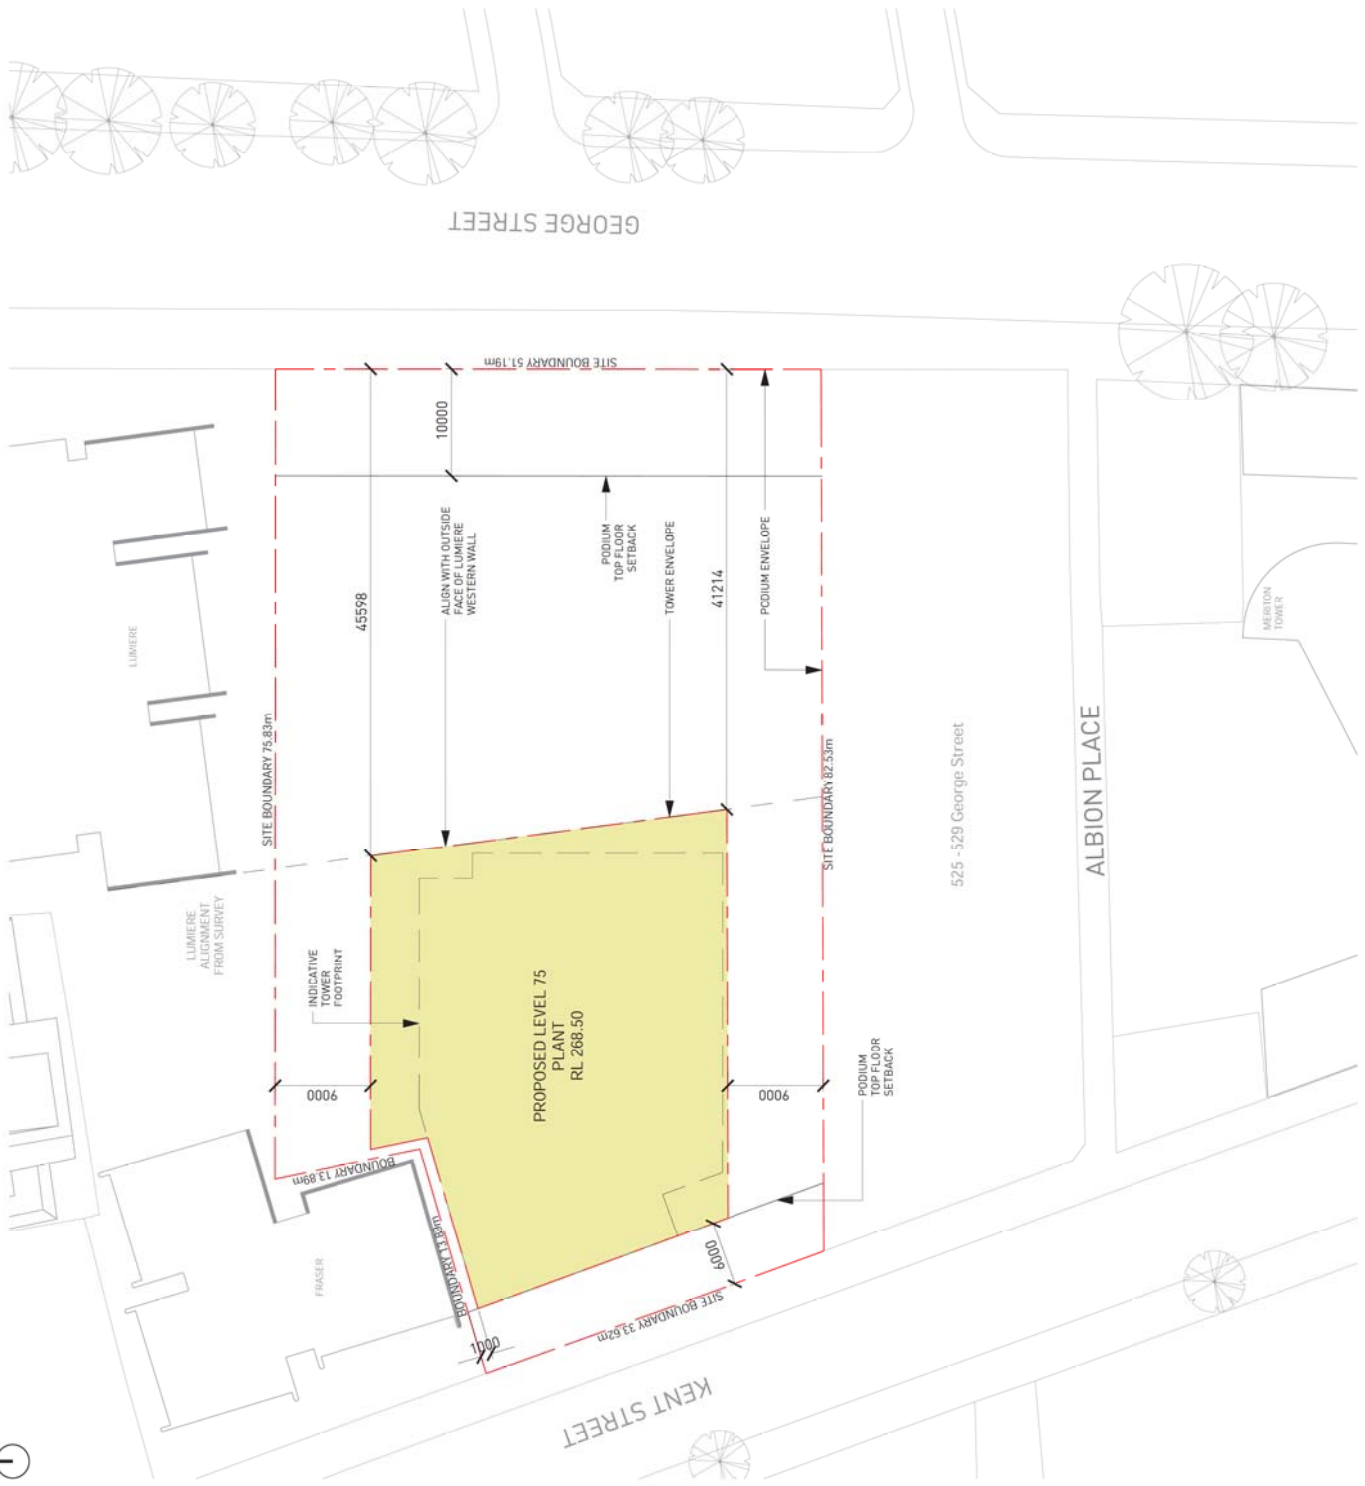 GEORGE STREET
SITE BOUNDARY 51.19m
10000
45598
ALIGN WITH OUTSIDE
FACE OF LUMIERE
WESTERN WALL
PODIUM
TOP FLOOR
SETBACK
TOWER ENVELOPE
41214
PODIUM ENVELOPE
LUMIERE
MERITON
TOWER
SITE BOUNDARY 75.83m
SITE BOUNDARY 82.53m
525 - 529 George Street
ALBION PLACE
LUMIERE
ALIGNMENT
FROM SURVEY
INDICATIVE
TOWER
FOOTPRINT
PROPOSED LEVEL 75
PLANT
RL 268.50
9000
9000
PODIUM
TOP FLOOR
SETBACK
BOUNDARY 13.89m
BOUNDARY 13.89m
FRASER
6000
SITE BOUNDARY 33.62m
1000
KENT STREET